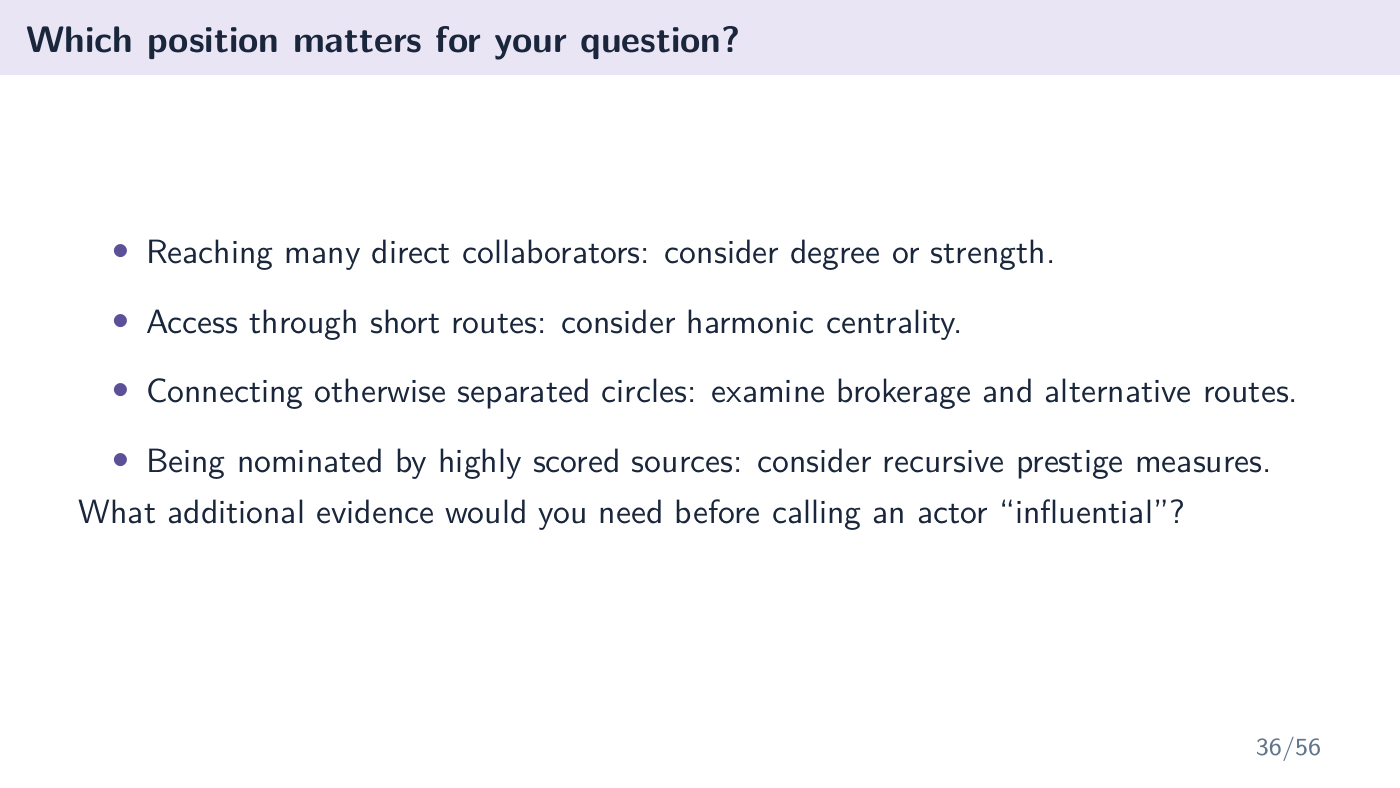 Which position matters for your question?
• Reaching many direct collaborators: consider degree or strength.
• Access through short routes: consider harmonic centrality.
• Connecting otherwise separated circles: examine brokerage and alternative routes.
• Being nominated by highly scored sources: consider recursive prestige measures.
What additional evidence would you need before calling an actor “influential”?
36/56